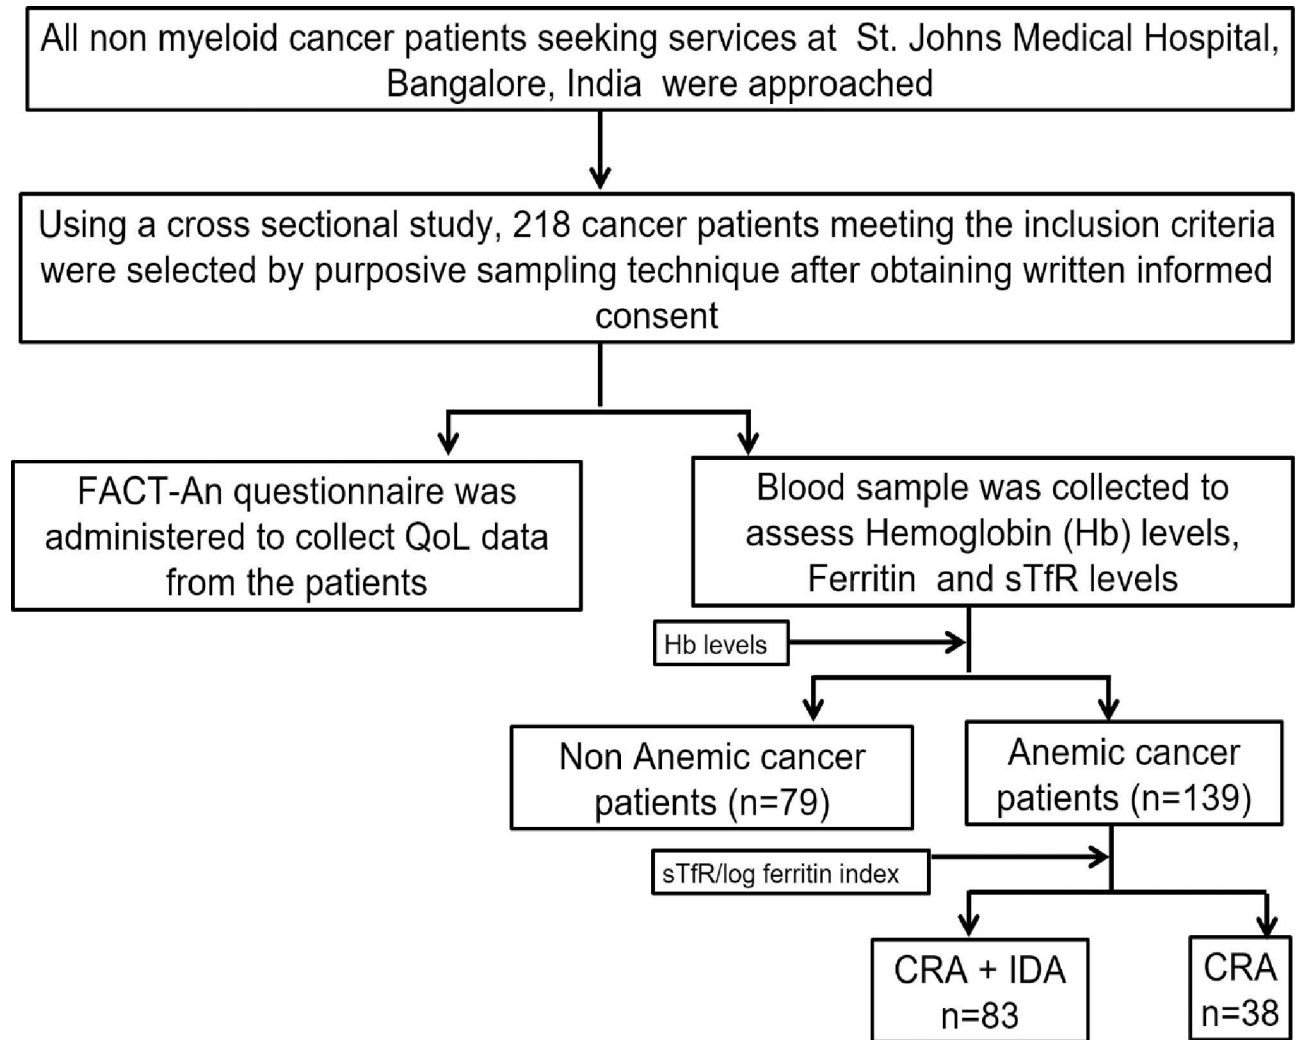 All non myeloid cancer patients seeking services at St. Johns Medical Hospital,
Bangalore, India were approached
Using a cross sectional study, 218 cancer patients meeting the inclusion criteria
were selected by purposive sampling technique after obtaining written informed
consent
FACT-An questionnaire was
administered to collect QoL data
from the patients
Blood sample was collected to
assess Hemoglobin (Hb) levels,
Ferritin and sTfR levels
Hb levels
Non Anemic cancer
patients (n=79)
Anemic cancer
patients (n=139)
sTfR/log ferritin index
CRA + IDA
n=83
CRA
n=38